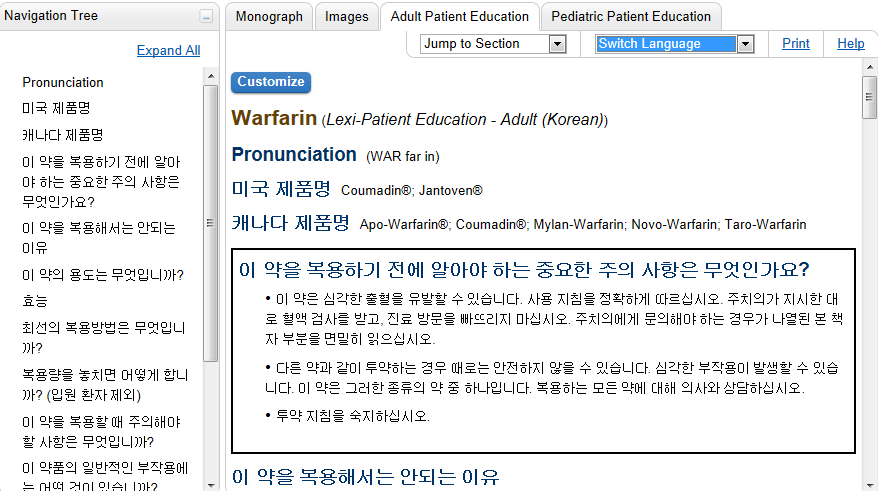 Navigation Tree
Expand All
Pronunciation
미국 제품명
캐나다 제품명
이 약을 복용하기 전에 알아
야 하는 중요한 주의 사항은
무엇인가요?
이 약을 복용해서는 안되는
이유
이 약의 용도는 무엇입니까?
효능
최선의 복용방법은 무엇입니
까?
복용량을 놓치면 어떻게 합니
까? (입원 환자 제외)
이 약을 복용할 때 주의해야
할 사항은 무엇입니까?
이 약품의 일반적인 부작용에
는 어떤 것이 있습니까?
Monograph
Images
Adult Patient Education
Pediatric Patient Education
Jump to Section
Switch Language
Print
Help
Customize
Warfarin (Lexi-Patient Education - Adult (Korean))
Pronunciation (WAR far in)
미국 제품명 Coumadin®; Jantoven®
캐나다 제품명 Apo-Warfarin®; Coumadin®; Mylan-Warfarin; Novo-Warfarin; Taro-Warfarin
이 약을 복용하기 전에 알아야 하는 중요한 주의 사항은 무엇인가요?
• 이 약은 심각한 출혈을 유발할 수 있습니다. 사용 지침을 정확하게 따르십시오. 주치의가 지시한 대
로 혈액 검사를 받고, 진료 방문을 빠뜨리지 마십시오. 주치의에게 문의해야 하는 경우가 나열된 본 책
자 부분을 면밀히 읽으십시오.
• 다른 약과 같이 투약하는 경우 때로는 안전하지 않을 수 있습니다. 심각한 부작용이 발생할 수 있습
니다. 이 약은 그러한 종류의 약 중 하나입니다. 복용하는 모든 약에 대해 의사와 상담하십시오.
• 투약 지침을 숙지하십시오.
이 약을 복용해서는 안되는 이유